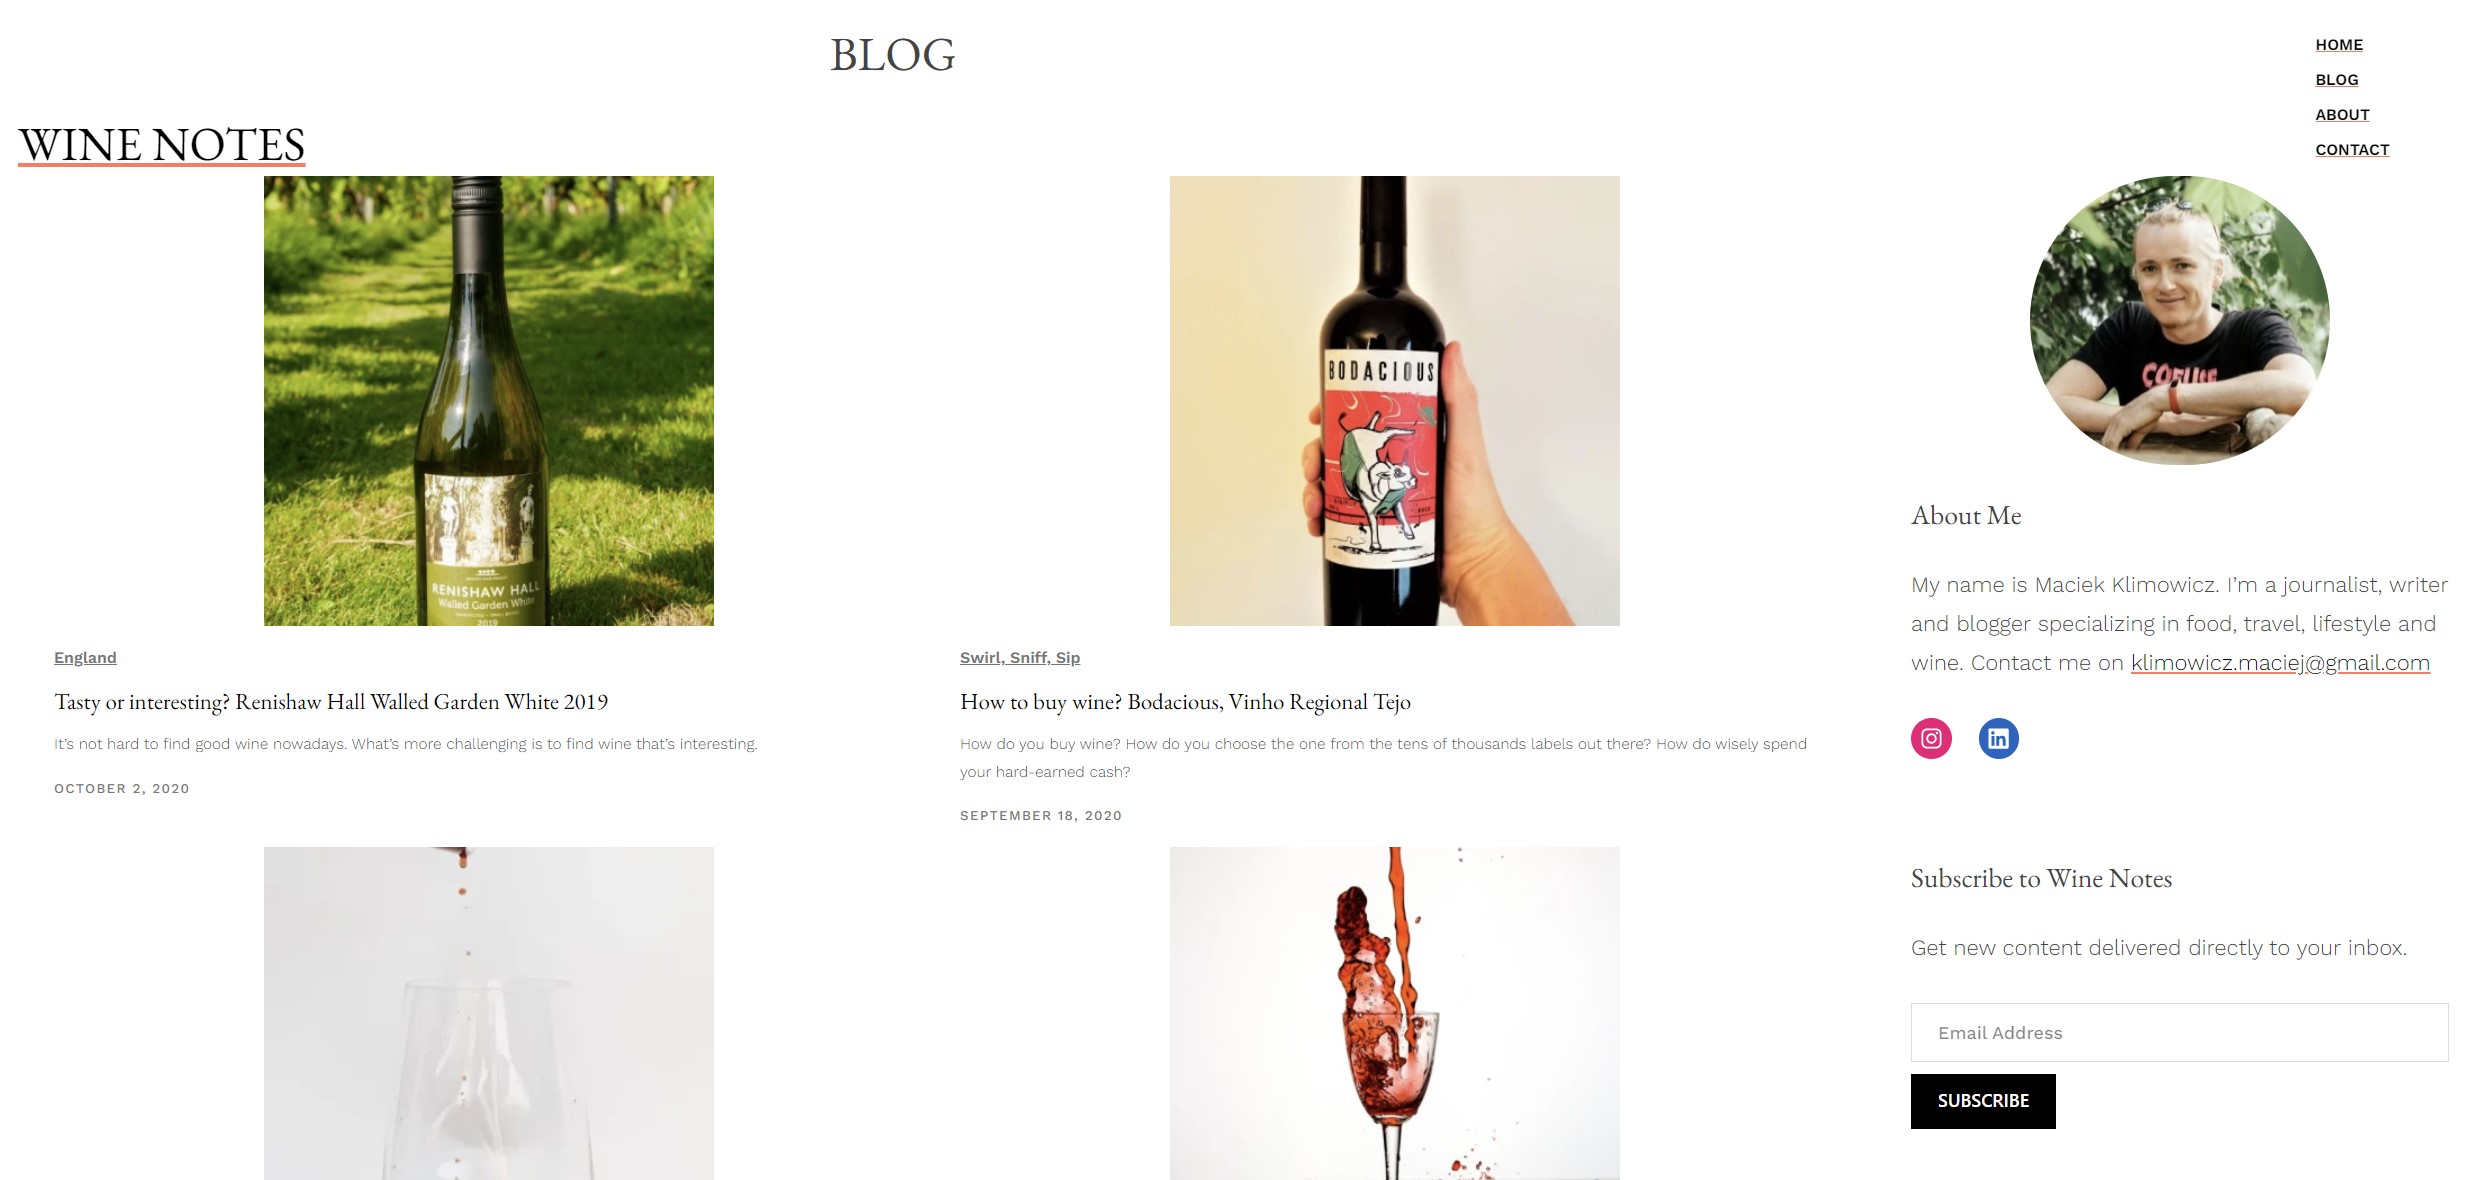 BLOG
HOME
BLOG
ABOUT
CONTACT
WINE NOTES
BODACIOUS
RENISHAW HALL
Walled Garden White
2019
England
Tasty or interesting? Renishaw Hall Walled Garden White 2019
It’s not hard to find good wine nowadays. What’s more challenging is to find wine that’s interesting.
OCTOBER 2, 2020
Swirl, Sniff, Sip
How to buy wine? Bodacious, Vinho Regional Tejo
How do you buy wine? How do you choose the one from the tens of thousands labels out there? How do wisely spend
your hard-earned cash?
SEPTEMBER 18, 2020
About Me
My name is Maciek Klimowicz. I’m a journalist, writer
and blogger specializing in food, travel, lifestyle and
wine. Contact me on klimowicz.maciej@gmail.com
Subscribe to Wine Notes
Get new content delivered directly to your inbox.
Email Address
SUBSCRIBE